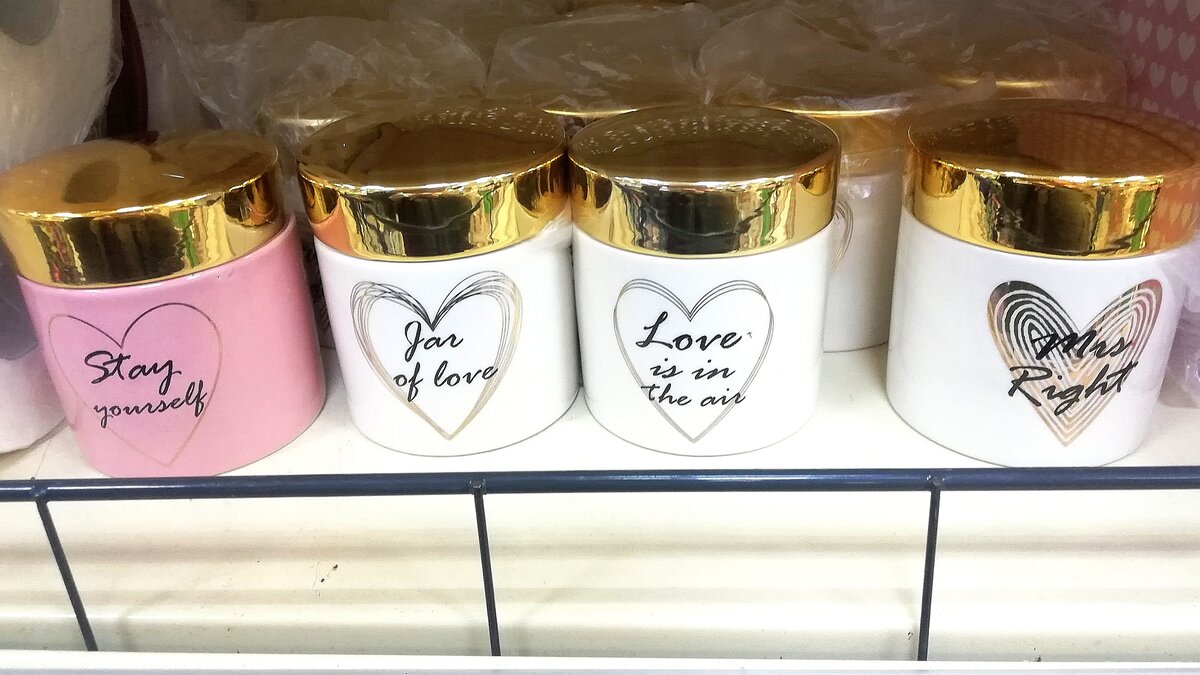 Stay
yourself
Jar
of love
Love
is in
the air
Mrs
Right